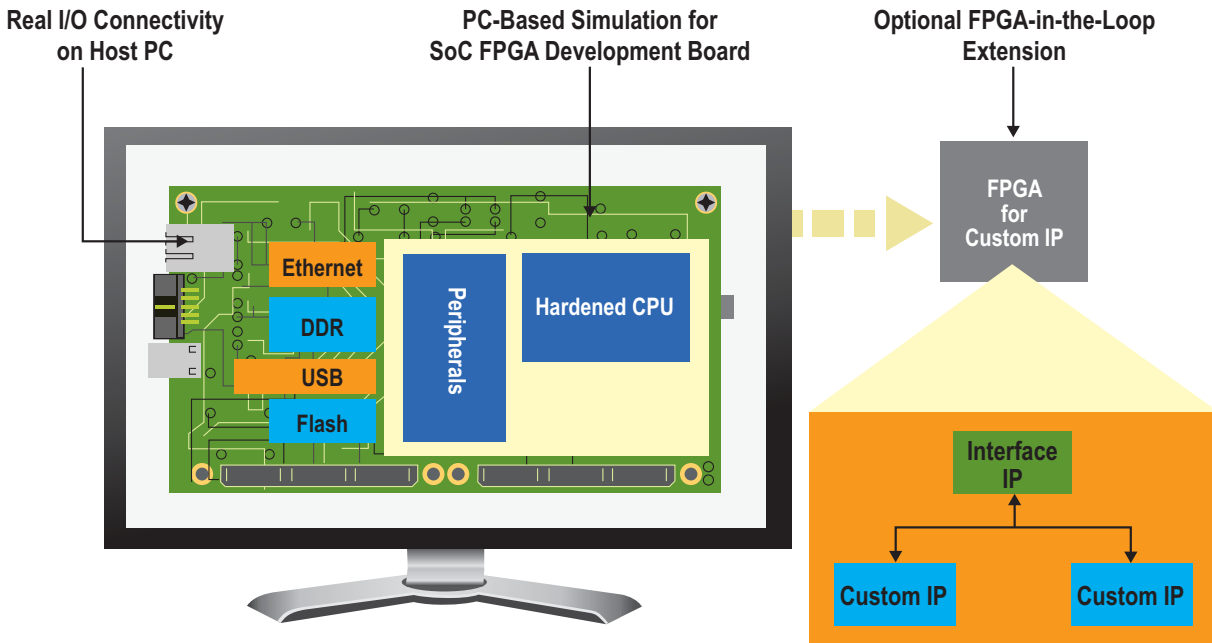 Real I/O Connectivity
on Host PC
PC-Based Simulation for
SoC FPGA Development Board
Optional FPGA-in-the-Loop
Extension
Ethernet
DDR
USB
Flash
Peripherals
Hardened CPU
FPGA
for
Custom IP
Interface
IP
Custom IP
Custom IP